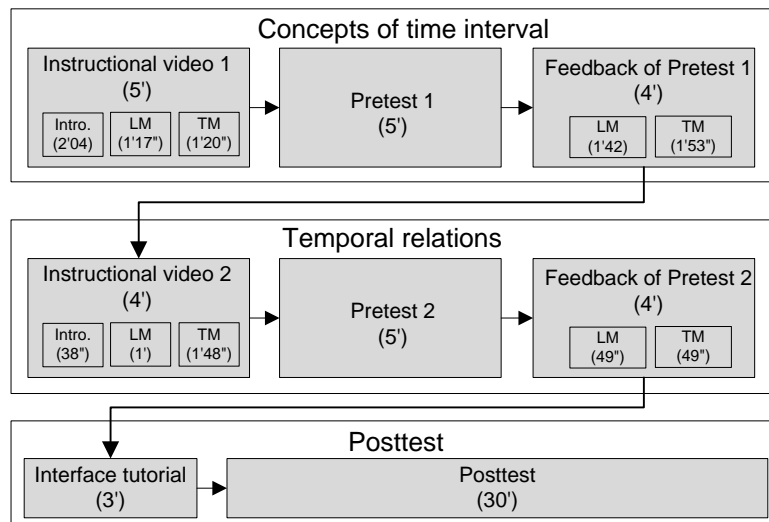 Concepts of time interval
Instructional video 1
(5')
Intro.
(2'04)
LM
(1'17")
TM
(1'20")
Pretest 1
(5')
Feedback of Pretest 1
(4')
LM
(1'42)
TM
(1'53")
Temporal relations
Instructional video 2
(4')
Intro.
(38")
LM
(1')
TM
(1'48")
Pretest 2
(5')
Feedback of Pretest 2
(4')
LM
(49")
TM
(49")
Posttest
Interface tutorial
(3')
Posttest
(30')